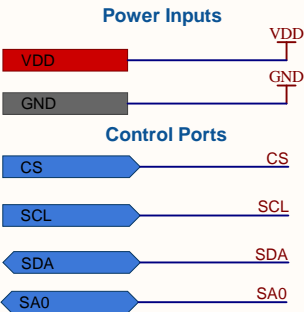 Power Inputs
VDD
VDD
GND
GND
Control Ports
CS
CS
SCL
SCL
SDA
SDA
SA0
SA0